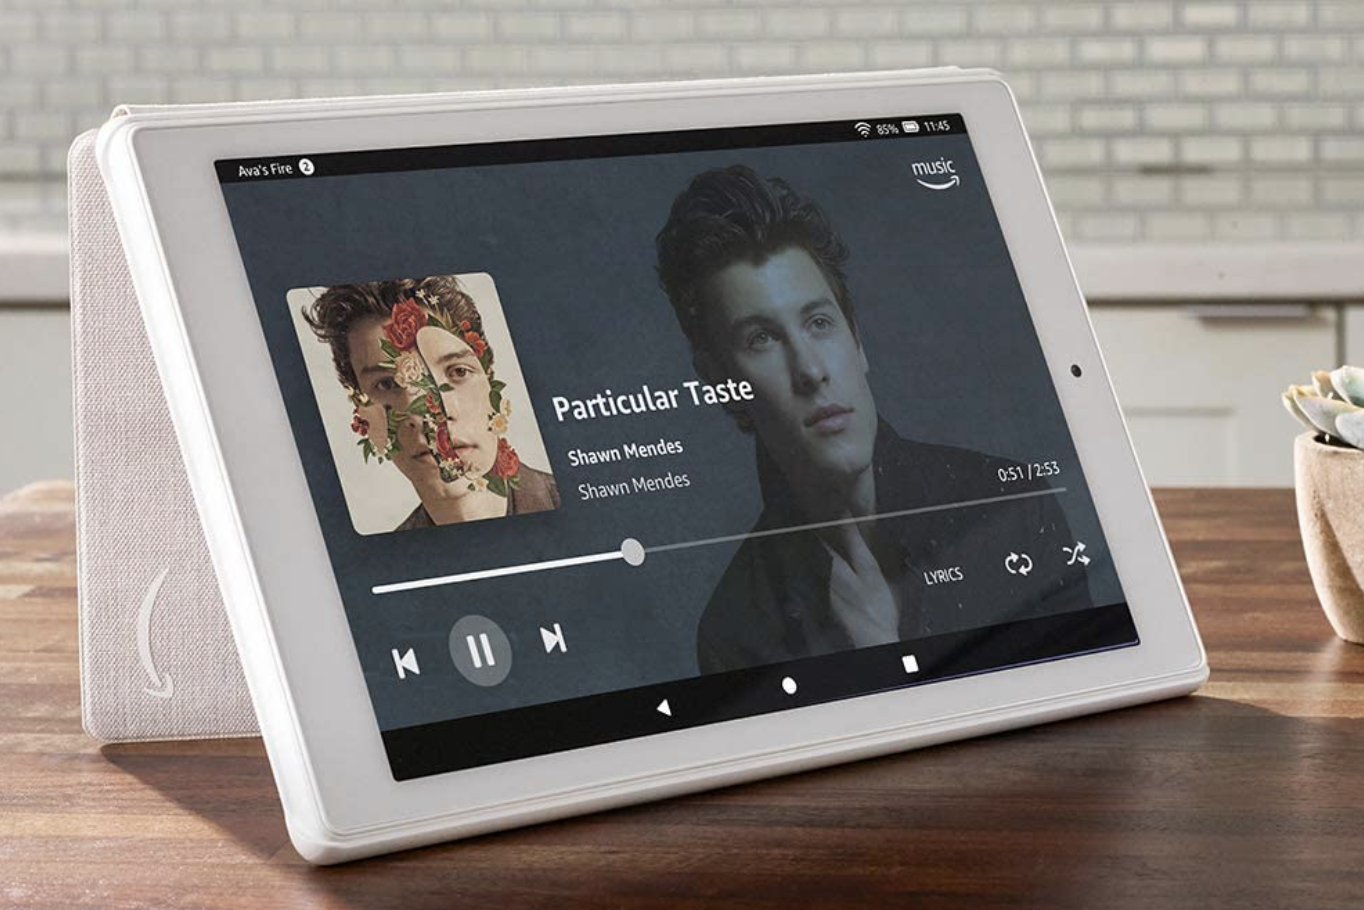 Ava's Fire 2
85% 11:45
music
Particular Taste
Shawn Mendes
Shawn Mendes
0:51 / 2:53
LYRICS